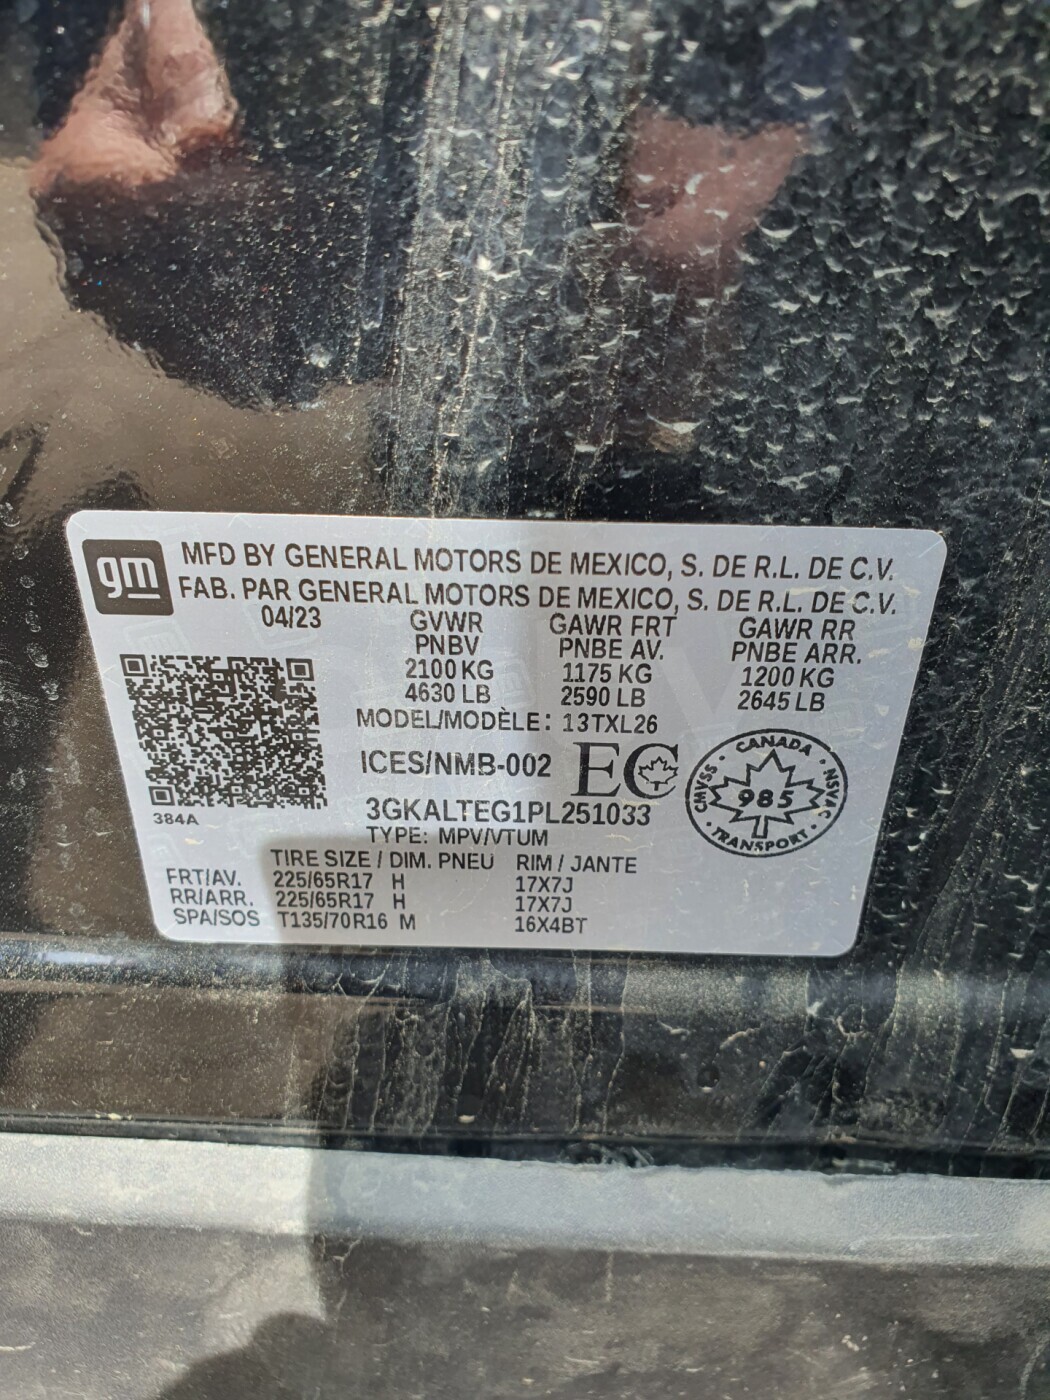 gm
MFD BY GENERAL MOTORS DE MEXICO, S. DE R.L. DE C.V.
FAB. PAR GENERAL MOTORS DE MEXICO, S. DE R.L. DE C.V.
04/23 GVWR GAWR FRT GAWR RR
PNBV PNBE AV. PNBE ARR.
2100 KG 1175 KG 1200 KG
4630 LB 2590 LB 2645 LB
MODEL/MODÈLE: 13TXL26
ICES/NMB-002 EC
CANADA
CMVSS 985 NSVAC
TRANSPORT
384A
3GKALTEG1PL251033
TYPE: MPV/VTUM
TIRE SIZE / DIM. PNEU RIM / JANTE
FRT/AV. 225/65R17 H 17X7J
RR/ARR. 225/65R17 H 17X7J
SPA/SOS T135/70R16 M 16X4BT